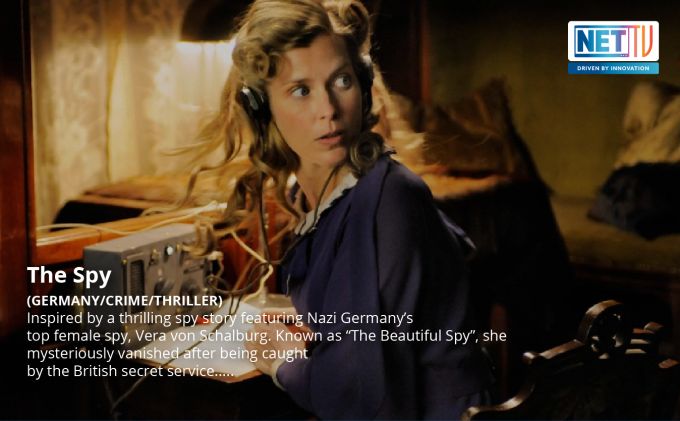 NETTV
DRIVEN BY INNOVATION
The Spy
(GERMANY/CRIME/THRILLER)
Inspired by a thrilling spy story featuring Nazi Germany’s
top female spy, Vera von Schalburg. Known as “The Beautiful Spy”, she
mysteriously vanished after being caught
by the British secret service.....